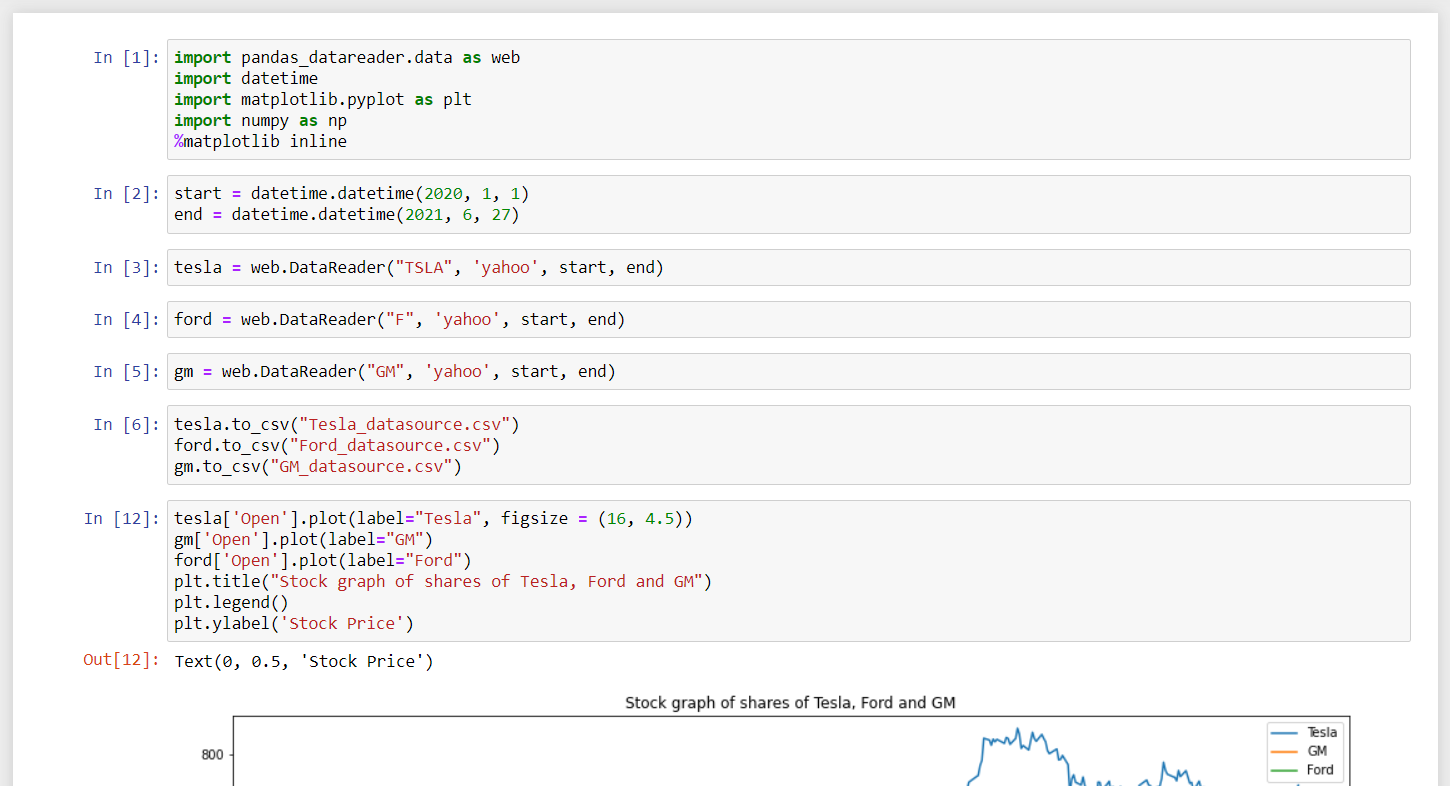 In [1]: import pandas_datareader.data as web
import datetime
import matplotlib.pyplot as plt
import numpy as np
%matplotlib inline
In [2]: start = datetime.datetime(2020, 1, 1)
end = datetime.datetime(2021, 6, 27)
In [3]: tesla = web.DataReader("TSLA", 'yahoo', start, end)
In [4]: ford = web.DataReader("F", 'yahoo', start, end)
In [5]: gm = web.DataReader("GM", 'yahoo', start, end)
In [6]: tesla.to_csv("Tesla_datasource.csv")
ford.to_csv("Ford_datasource.csv")
gm.to_csv("GM_datasource.csv")
In [12]: tesla['Open'].plot(label="Tesla", figsize = (16, 4.5))
gm['Open'].plot(label="GM")
ford['Open'].plot(label="Ford")
plt.title("Stock graph of shares of Tesla, Ford and GM")
plt.legend()
plt.ylabel('Stock Price')
Out[12]: Text(0, 0.5, 'Stock Price')
Stock graph of shares of Tesla, Ford and GM
800
Tesla
GM
Ford